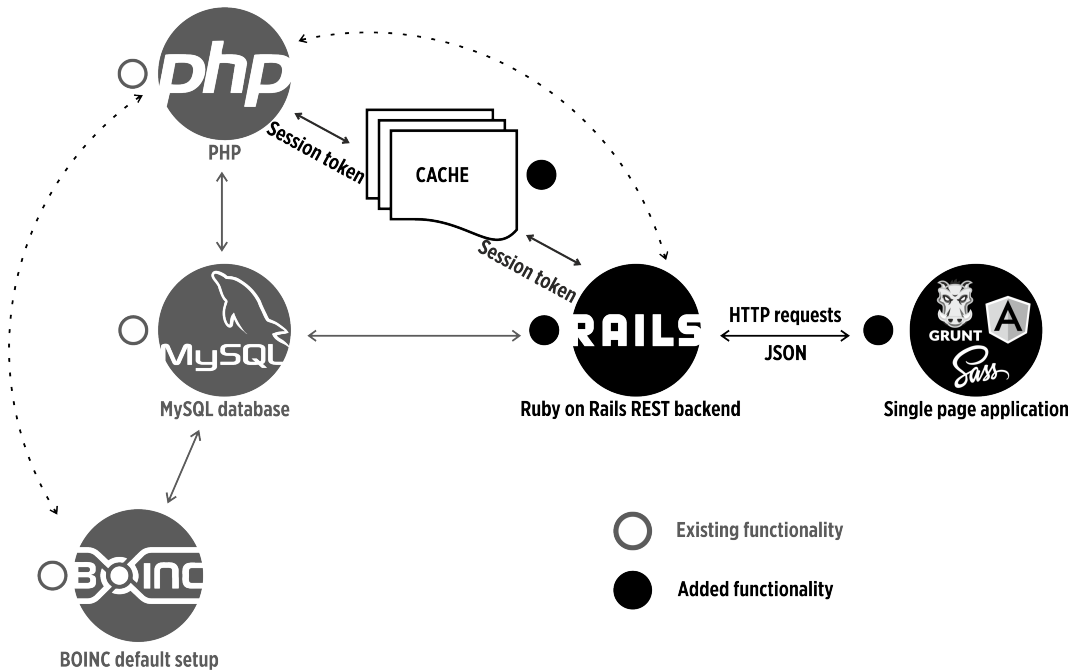 php
PHP
Session token
CACHE
Session token
MySQL
MySQL database
RAILS
Ruby on Rails REST backend
HTTP requests
JSON
GRUNT
A
Sass
Single page application
BOINC
BOINC default setup
Existing functionality
Added functionality